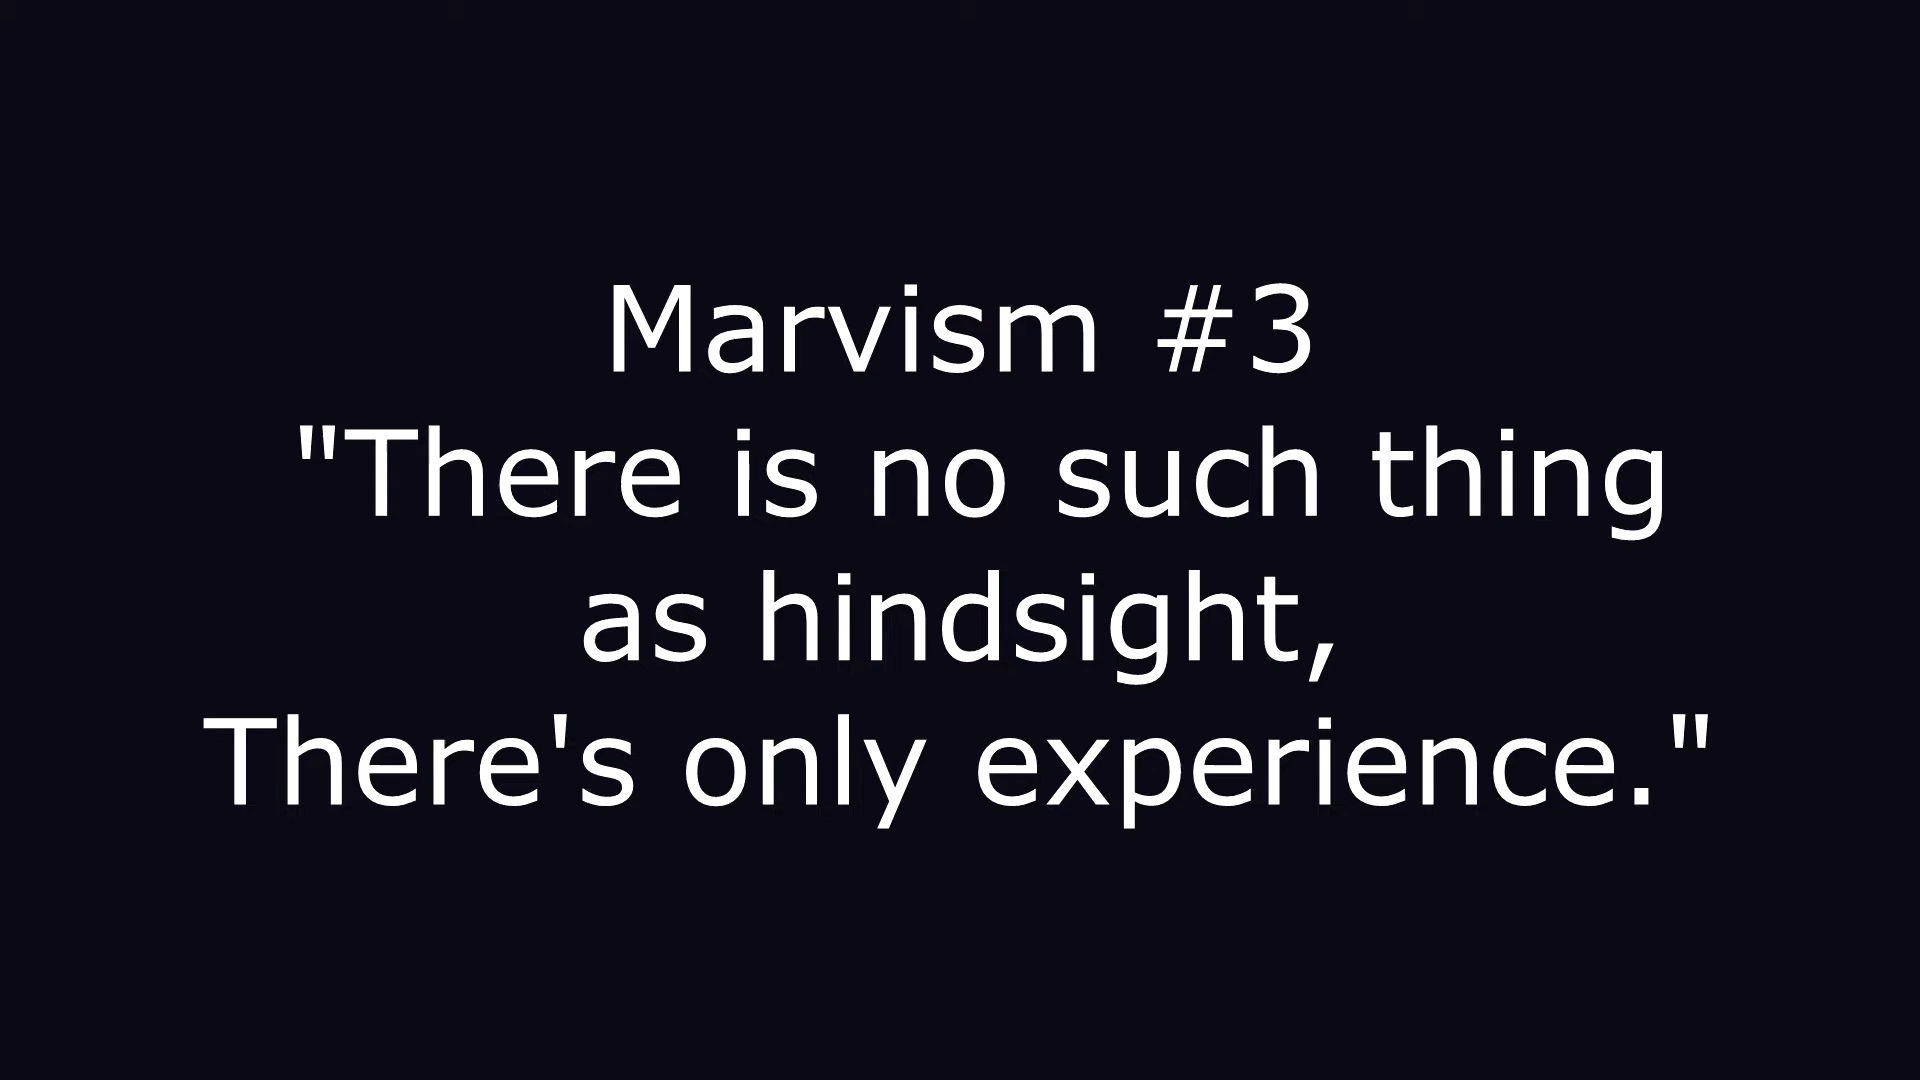 Marvism #3
"There is no such thing
as hindsight,
There's only experience."